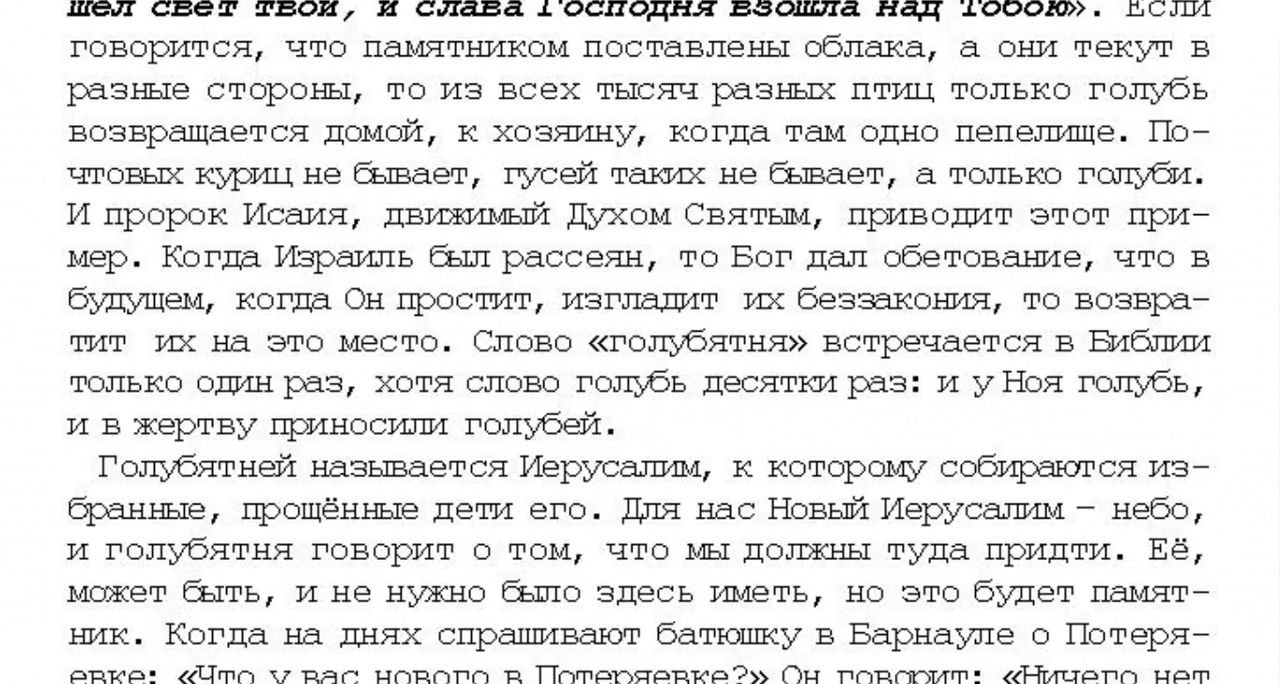 шёл свет твой, и слава Господня взошла над Тобою». Если
говорится, что памятником поставлены облака, а они текут в
разные стороны, то из всех тысяч разных птиц только голубь
возвращается домой, к хозяину, когда там одно пепелище. По-
чтовых куриц не бывает, гусей таких не бывает, а только голуби.
И пророк Исаия, движимый Духом Святым, приводит этот при-
мер. Когда Израиль был рассеян, то Бог дал обетование, что в
будущем, когда Он простит, изгладит их беззакония, то возвра-
тит их на это место. Слово «голубятня» встречается в Библии
только один раз, хотя слово голубь десятки раз: и у Ноя голубь,
и в жертву приносили голубей.
Голубятней называется Иерусалим, к которому собираются из-
бранные, прощённые дети его. Для нас Новый Иерусалим – небо,
и голубятня говорит о том, что мы должны туда придти. Её,
может быть, и не нужно было здесь иметь, но это будет памят-
ник. Когда на днях спрашивают батюшку в Барнауле о Потеря-
евке: «Что у вас нового в Потеряевке?» Он говорит: «Ничего нет